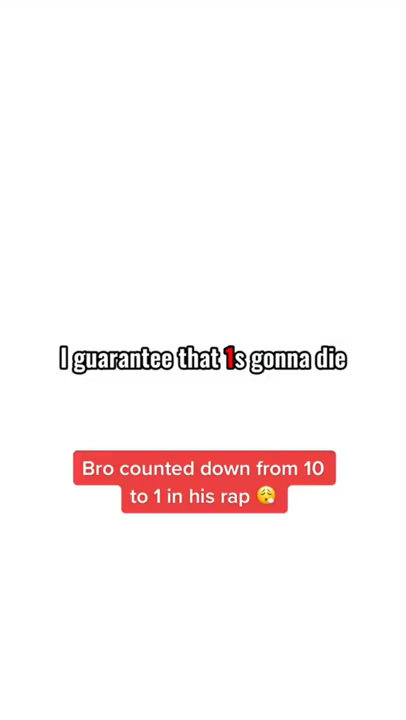 I guarantee that 1s gonna die
Bro counted down from 10
to 1 in his rap 😮‍💨